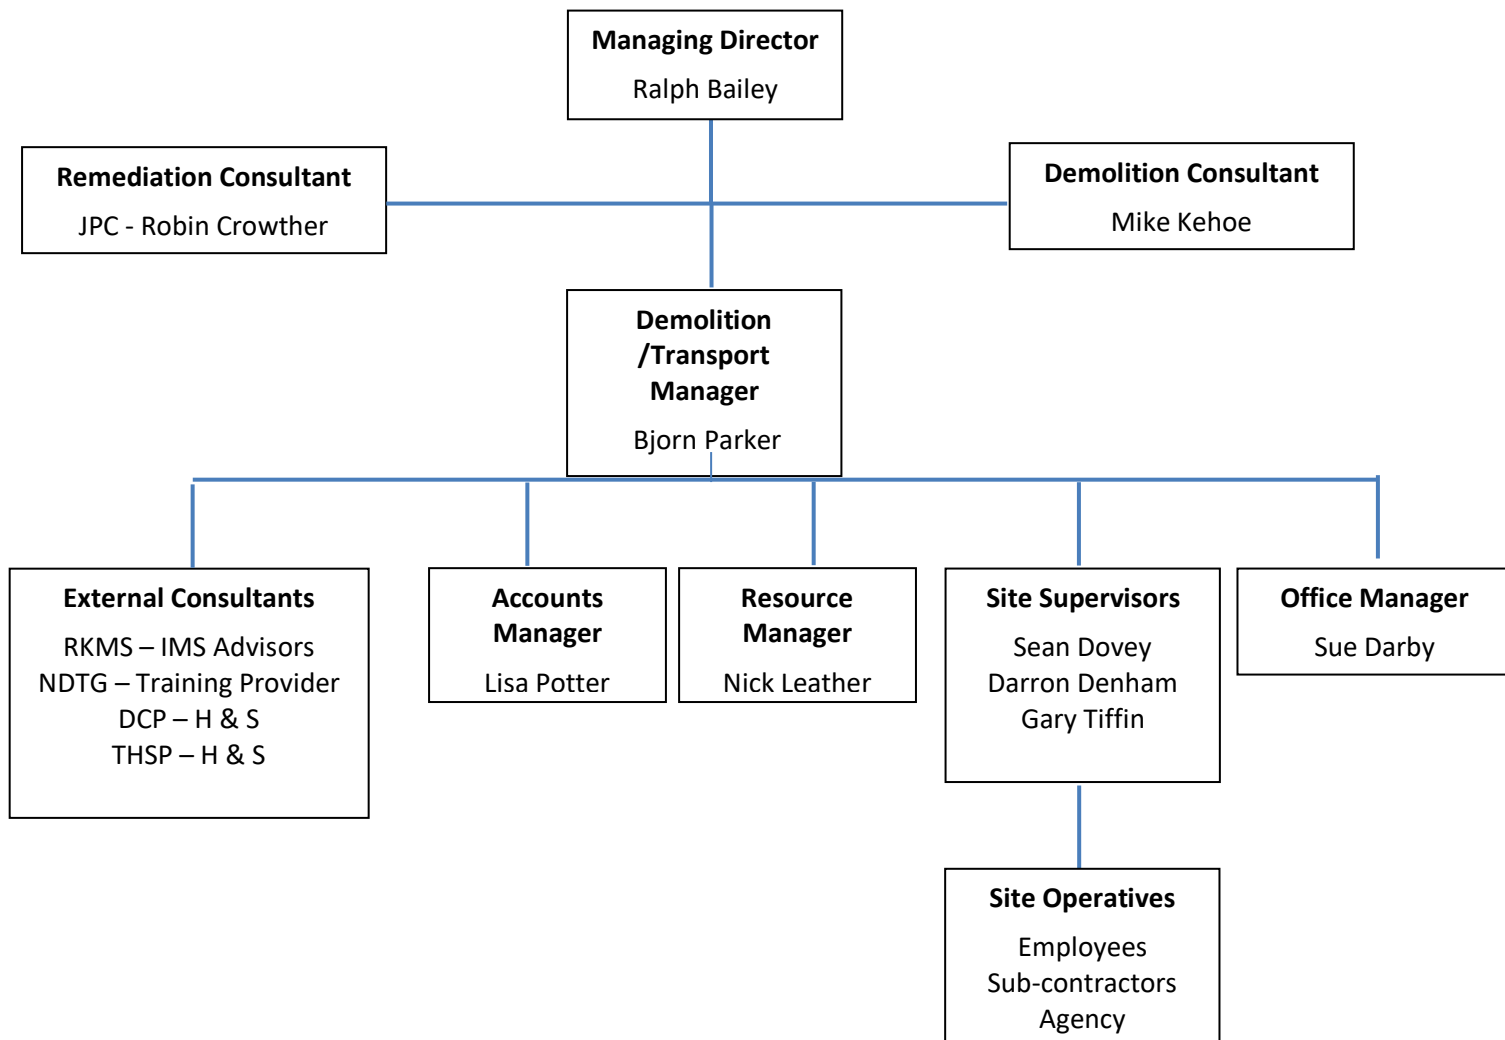 Managing Director
Ralph Bailey
Remediation Consultant
JPC - Robin Crowther
Demolition Consultant
Mike Kehoe
Demolition
/Transport
Manager
Bjorn Parker
External Consultants
RKMS – IMS Advisors
NDTG – Training Provider
DCP – H & S
THSP – H & S
Accounts
Manager
Lisa Potter
Resource
Manager
Nick Leather
Site Supervisors
Sean Dovey
Darron Denham
Gary Tiffin
Office Manager
Sue Darby
Site Operatives
Employees
Sub-contractors
Agency